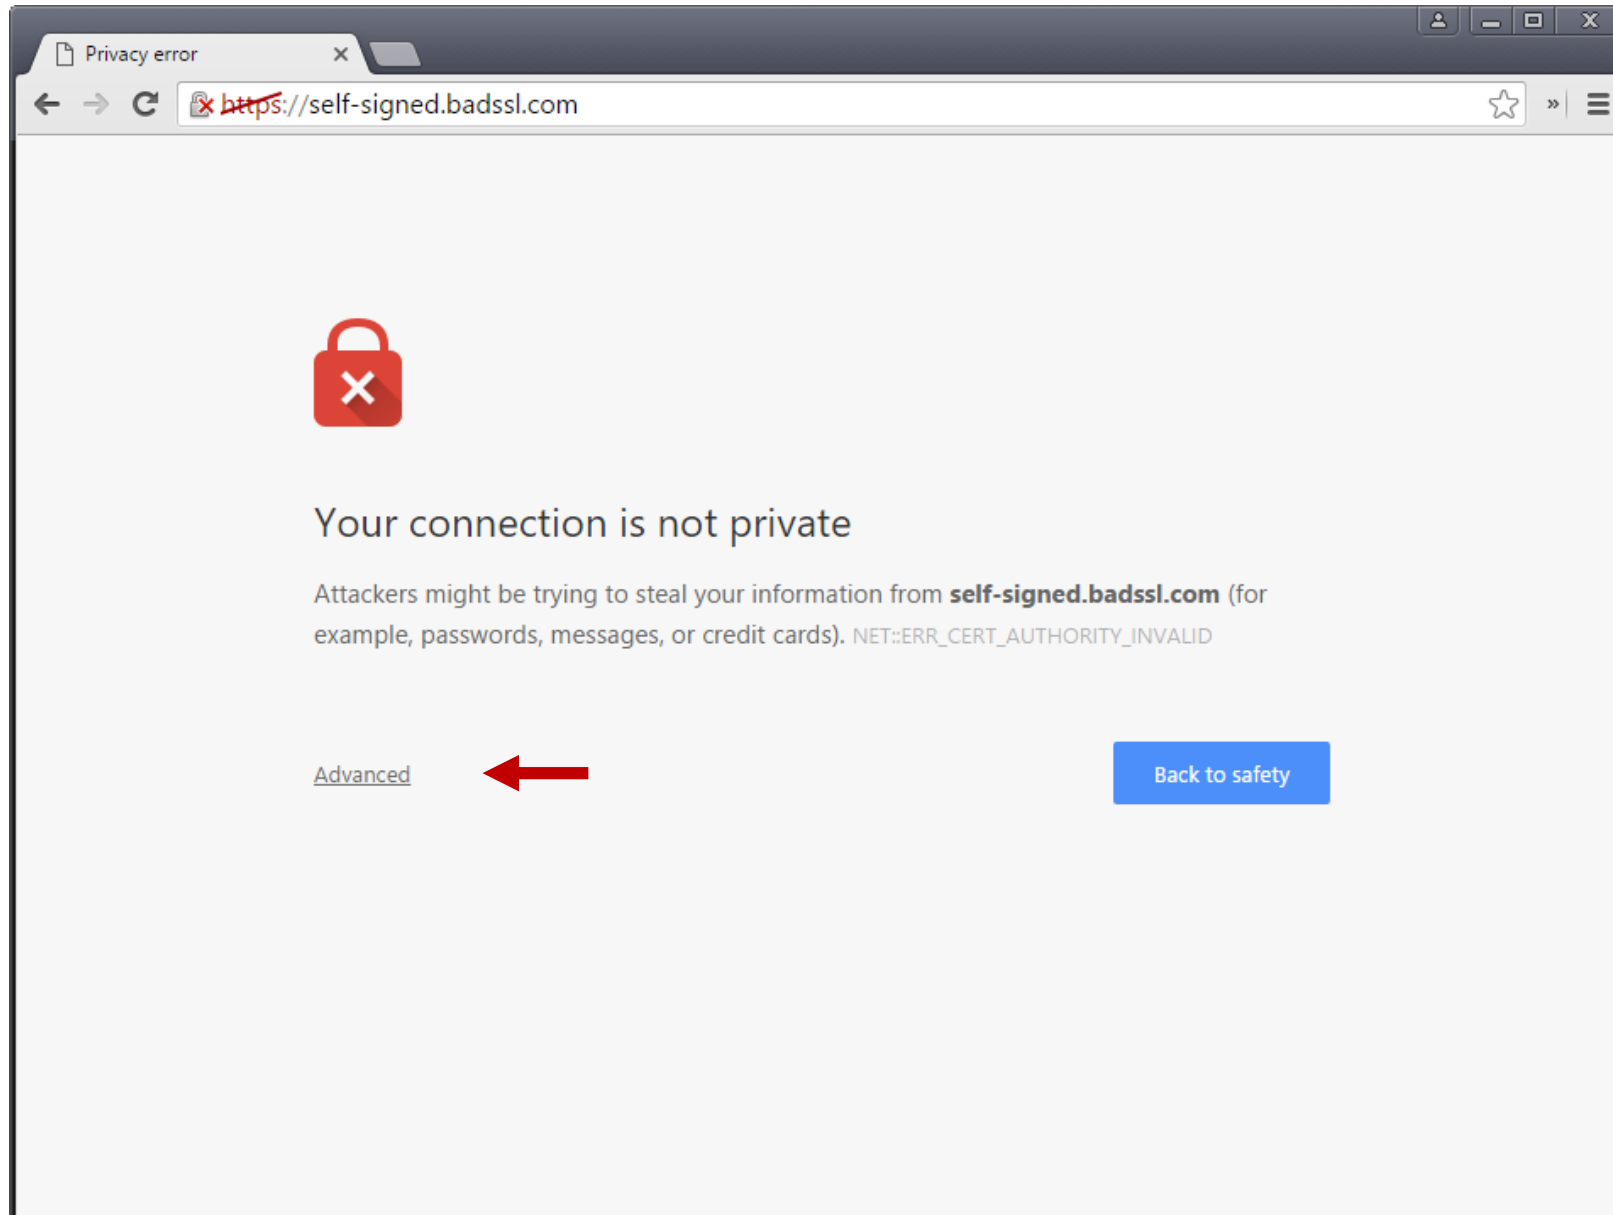 Privacy error
https://self-signed.badssl.com
Your connection is not private
Attackers might be trying to steal your information from self-signed.badssl.com (for
example, passwords, messages, or credit cards). NET::ERR_CERT_AUTHORITY_INVALID
Advanced
Back to safety